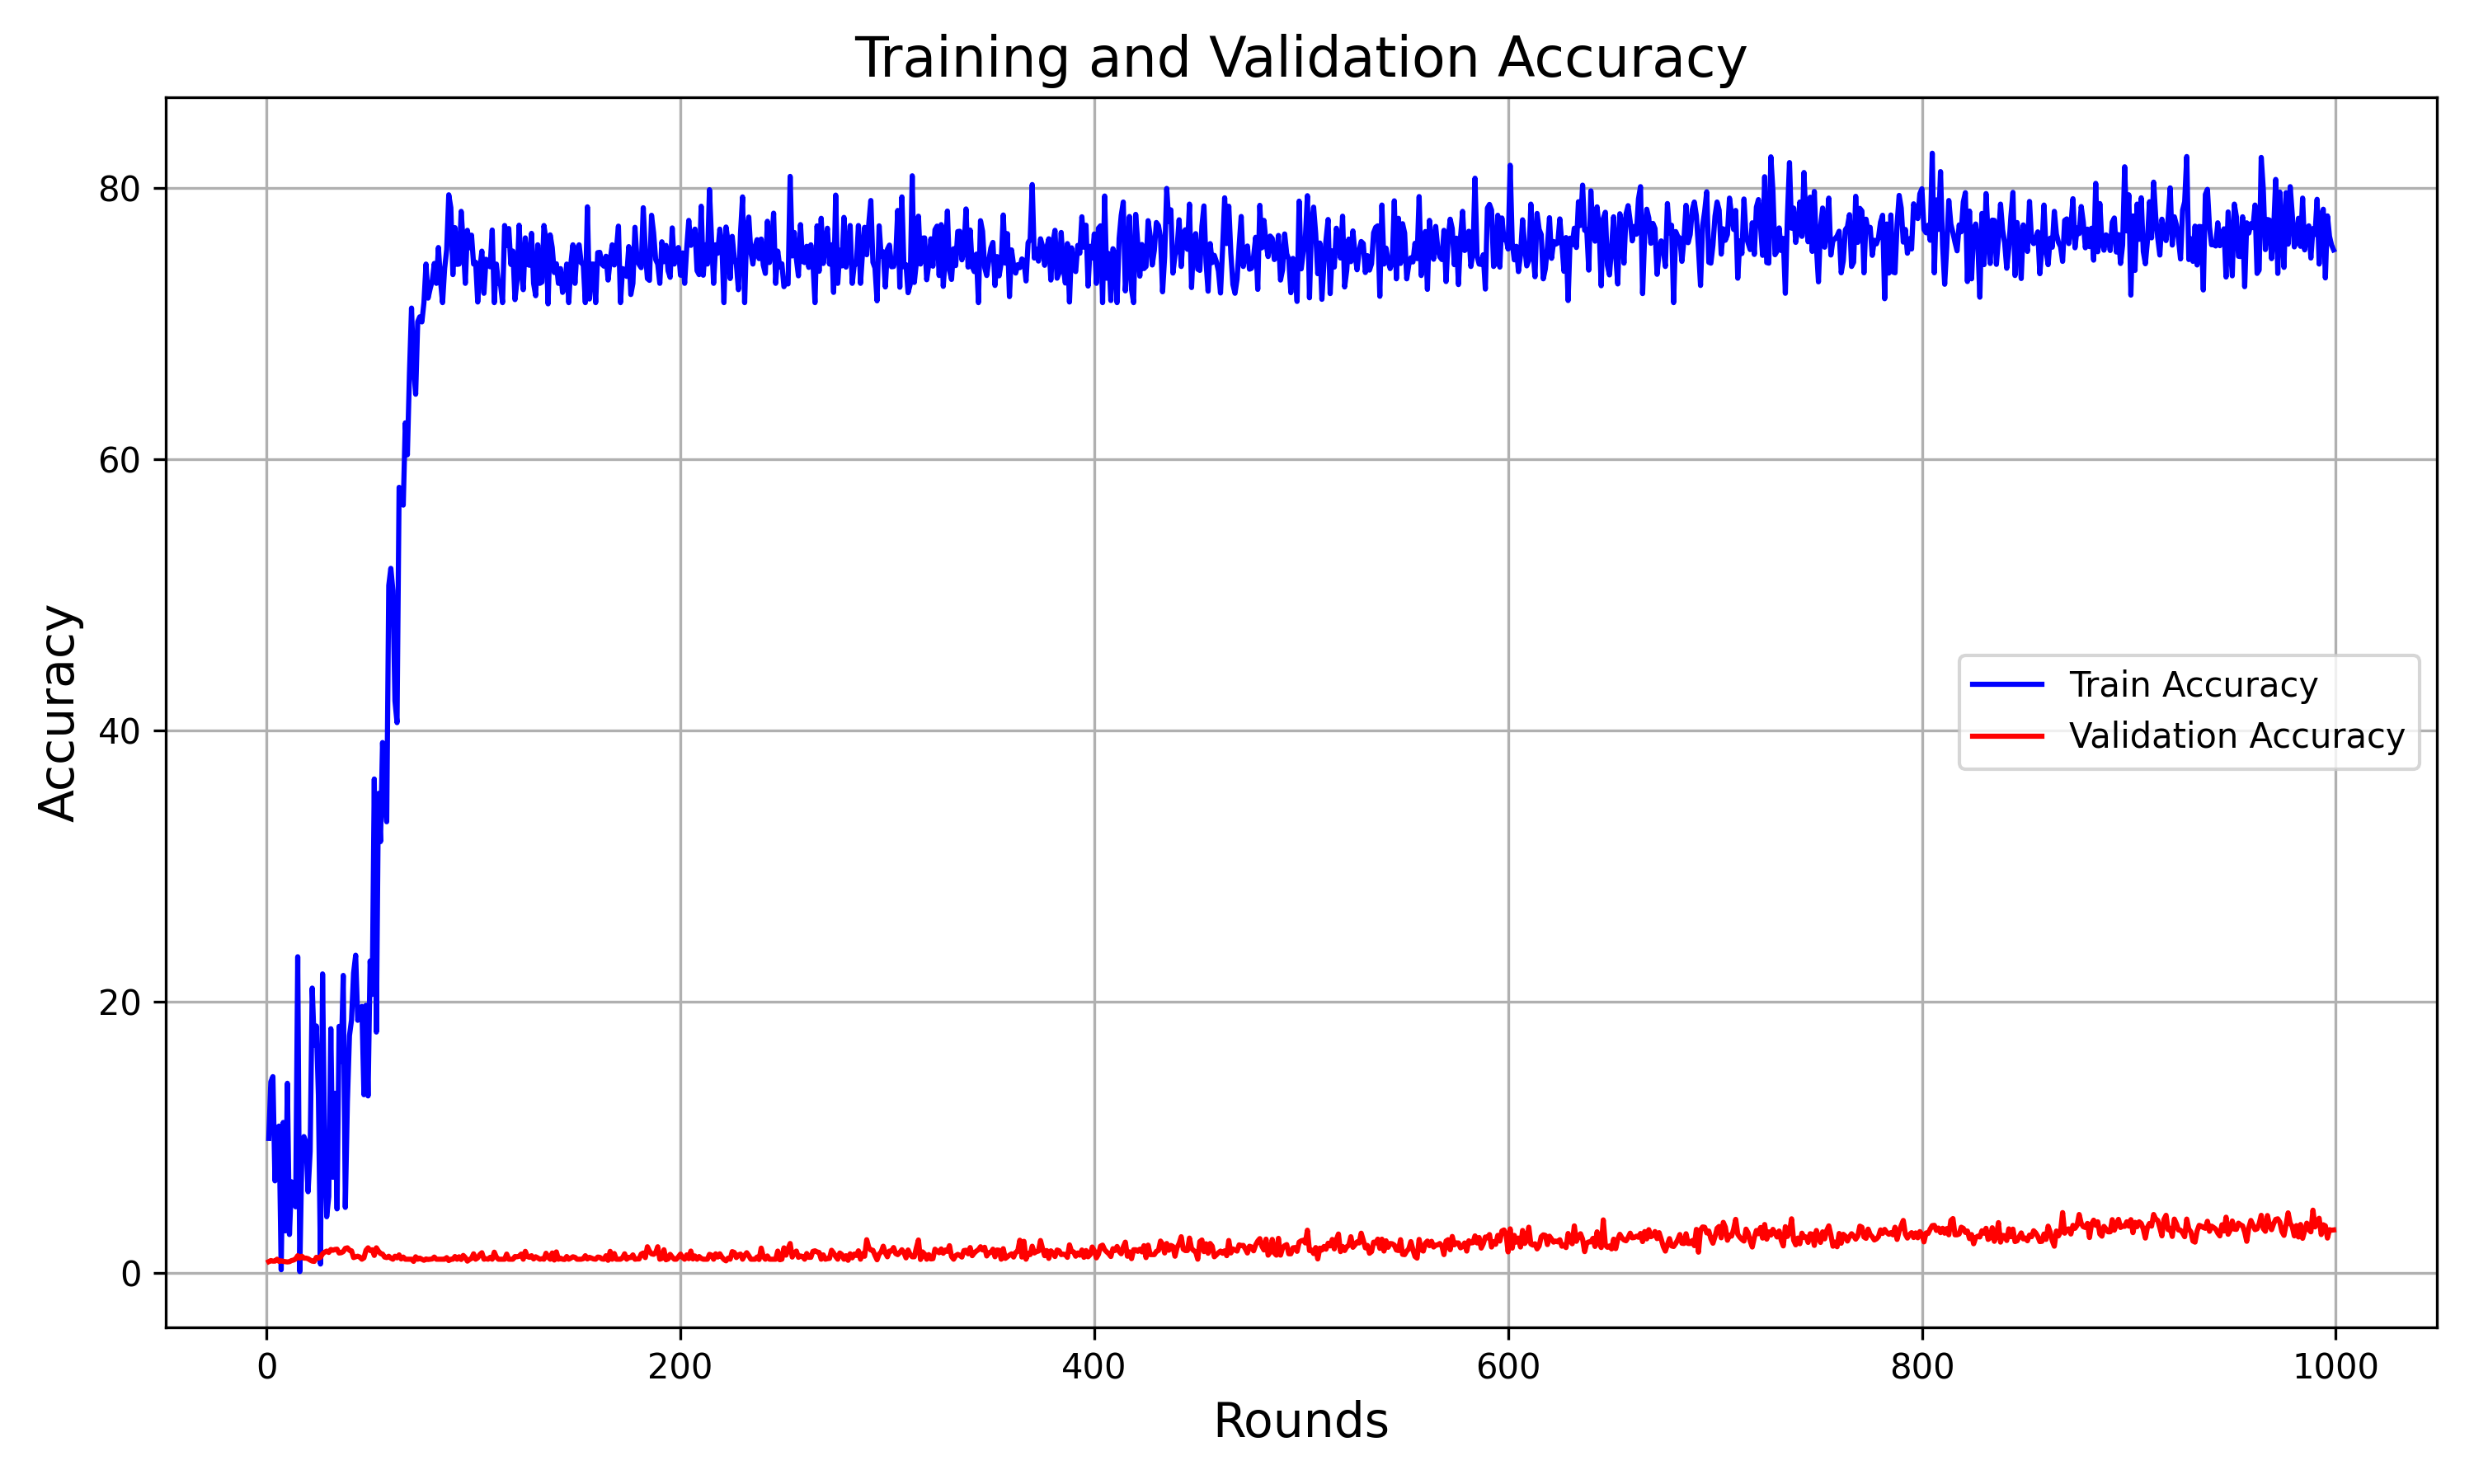 Training and Validation Accuracy
80
60
40
20
0
Accuracy
Train Accuracy
Validation Accuracy
0 200 400 600 800 1000
Rounds